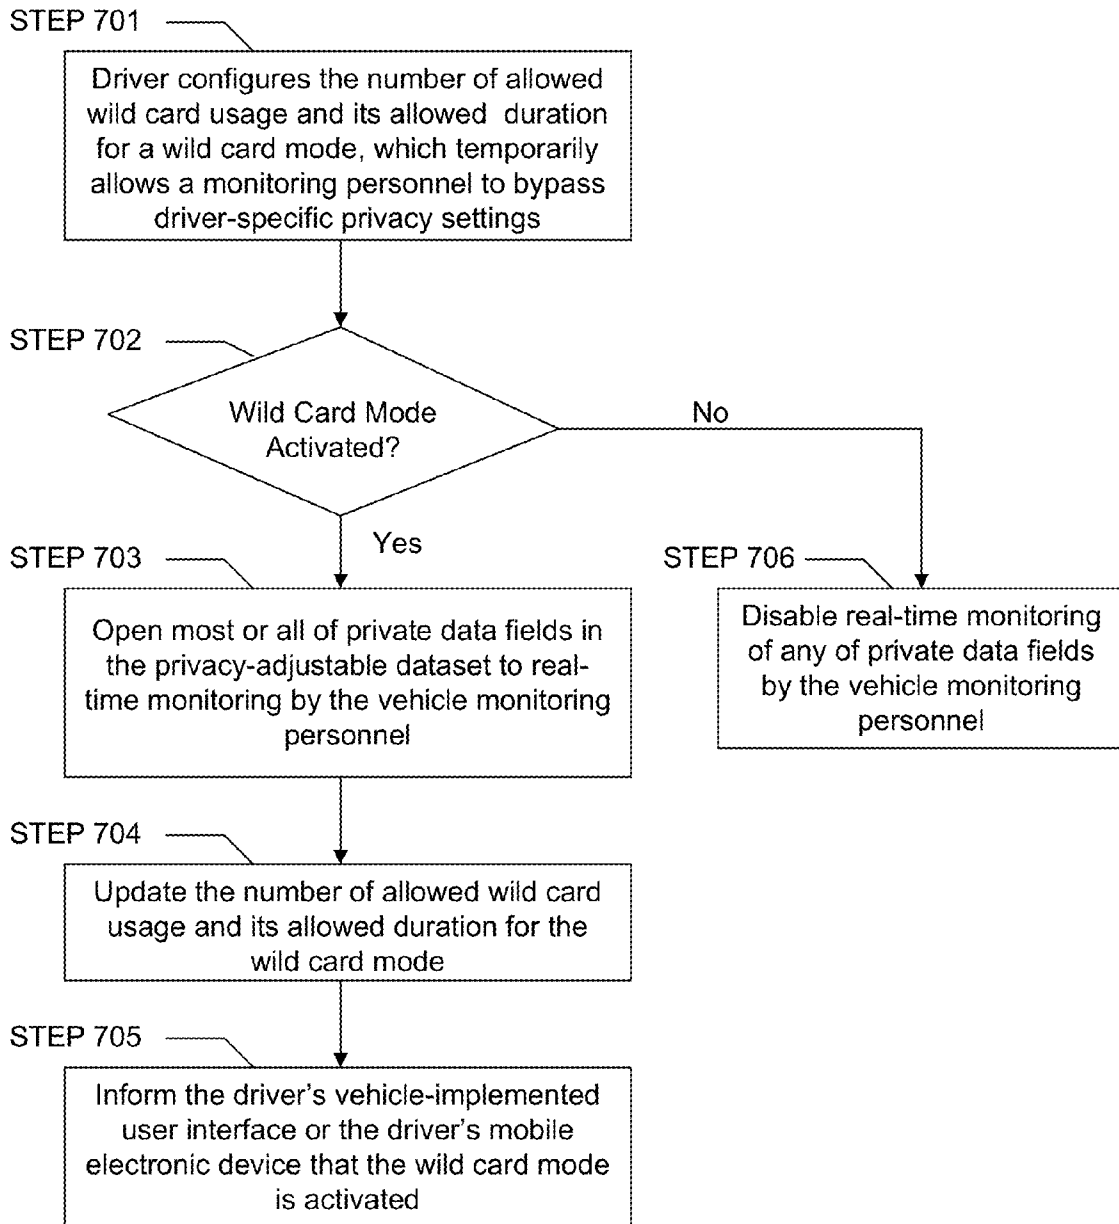 STEP 701
Driver configures the number of allowed
wild card usage and its allowed duration
for a wild card mode, which temporarily
allows a monitoring personnel to bypass
driver-specific privacy settings
STEP 702
Wild Card Mode
Activated?
No
Yes
STEP 703
Open most or all of private data fields in
the privacy-adjustable dataset to real-
time monitoring by the vehicle monitoring
personnel
STEP 706
Disable real-time monitoring
of any of private data fields
by the vehicle monitoring
personnel
STEP 704
Update the number of allowed wild card
usage and its allowed duration for the
wild card mode
STEP 705
Inform the driver's vehicle-implemented
user interface or the driver's mobile
electronic device that the wild card mode
is activated